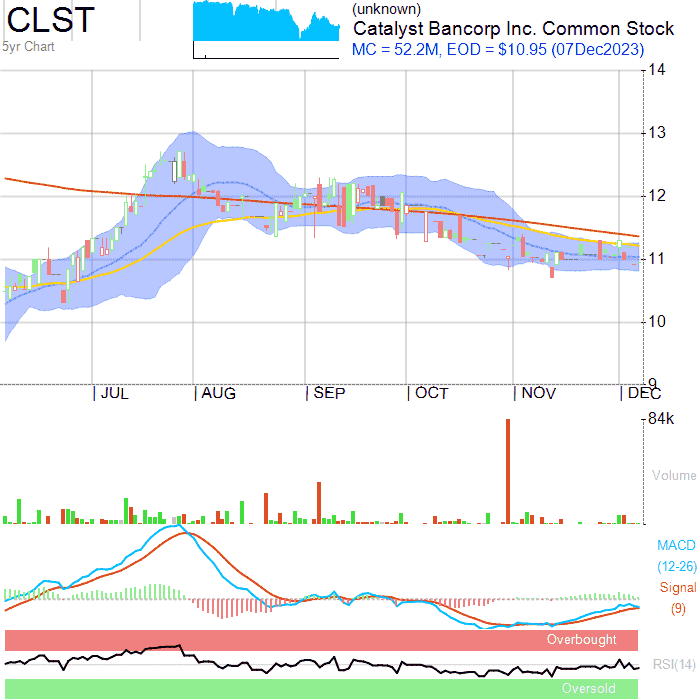 CLST
5yr Chart
(unknown)
Catalyst Bancorp Inc. Common Stock
MC = 52.2M, EOD = $10.95 (07Dec2023)
14
13
12
11
10
9
JUL AUG SEP OCT NOV DEC
84k
Volume
MACD
(12-26)
Signal
(9)
Overbought
RSI(14)
Oversold